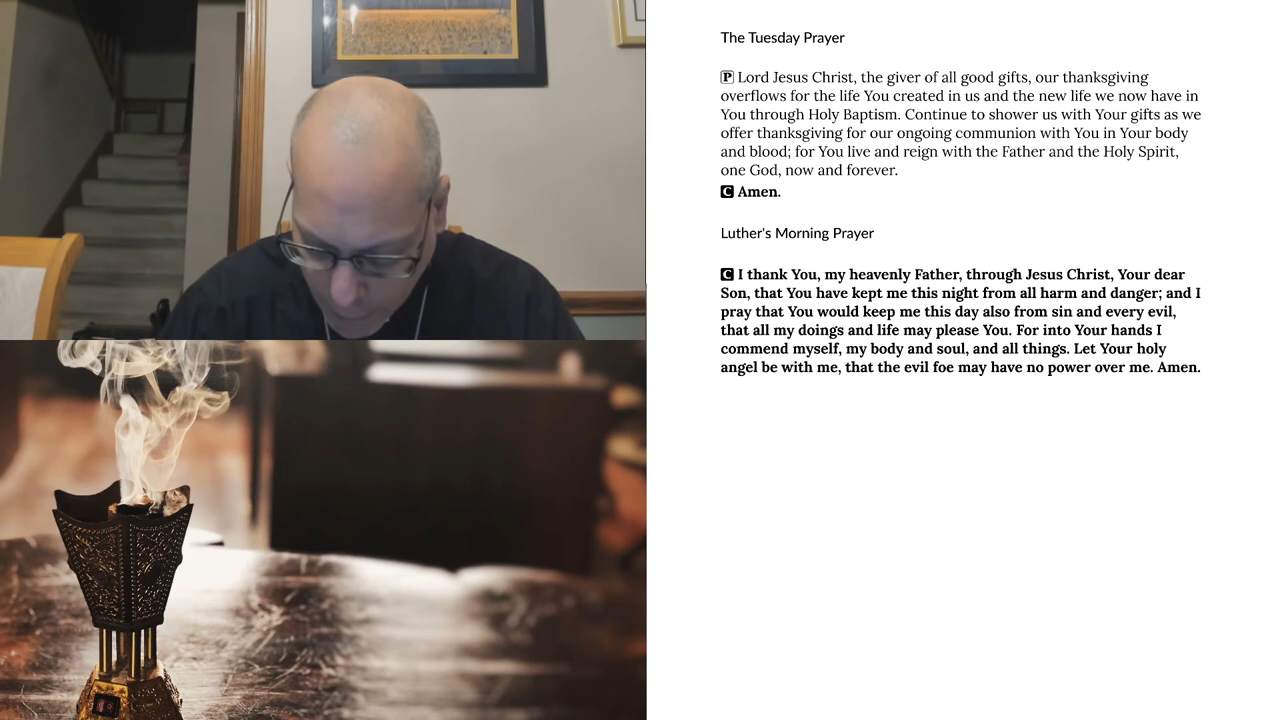 The Tuesday Prayer
P Lord Jesus Christ, the giver of all good gifts, our thanksgiving
overflows for the life You created in us and the new life we now have in
You through Holy Baptism. Continue to shower us with Your gifts as we
offer thanksgiving for our ongoing communion with You in Your body
and blood; for You live and reign with the Father and the Holy Spirit,
one God, now and forever.
C Amen.
Luther's Morning Prayer
C I thank You, my heavenly Father, through Jesus Christ, Your dear
Son, that You have kept me this night from all harm and danger; and I
pray that You would keep me this day also from sin and every evil,
that all my doings and life may please You. For into Your hands I
commend myself, my body and soul, and all things. Let Your holy
angel be with me, that the evil foe may have no power over me. Amen.